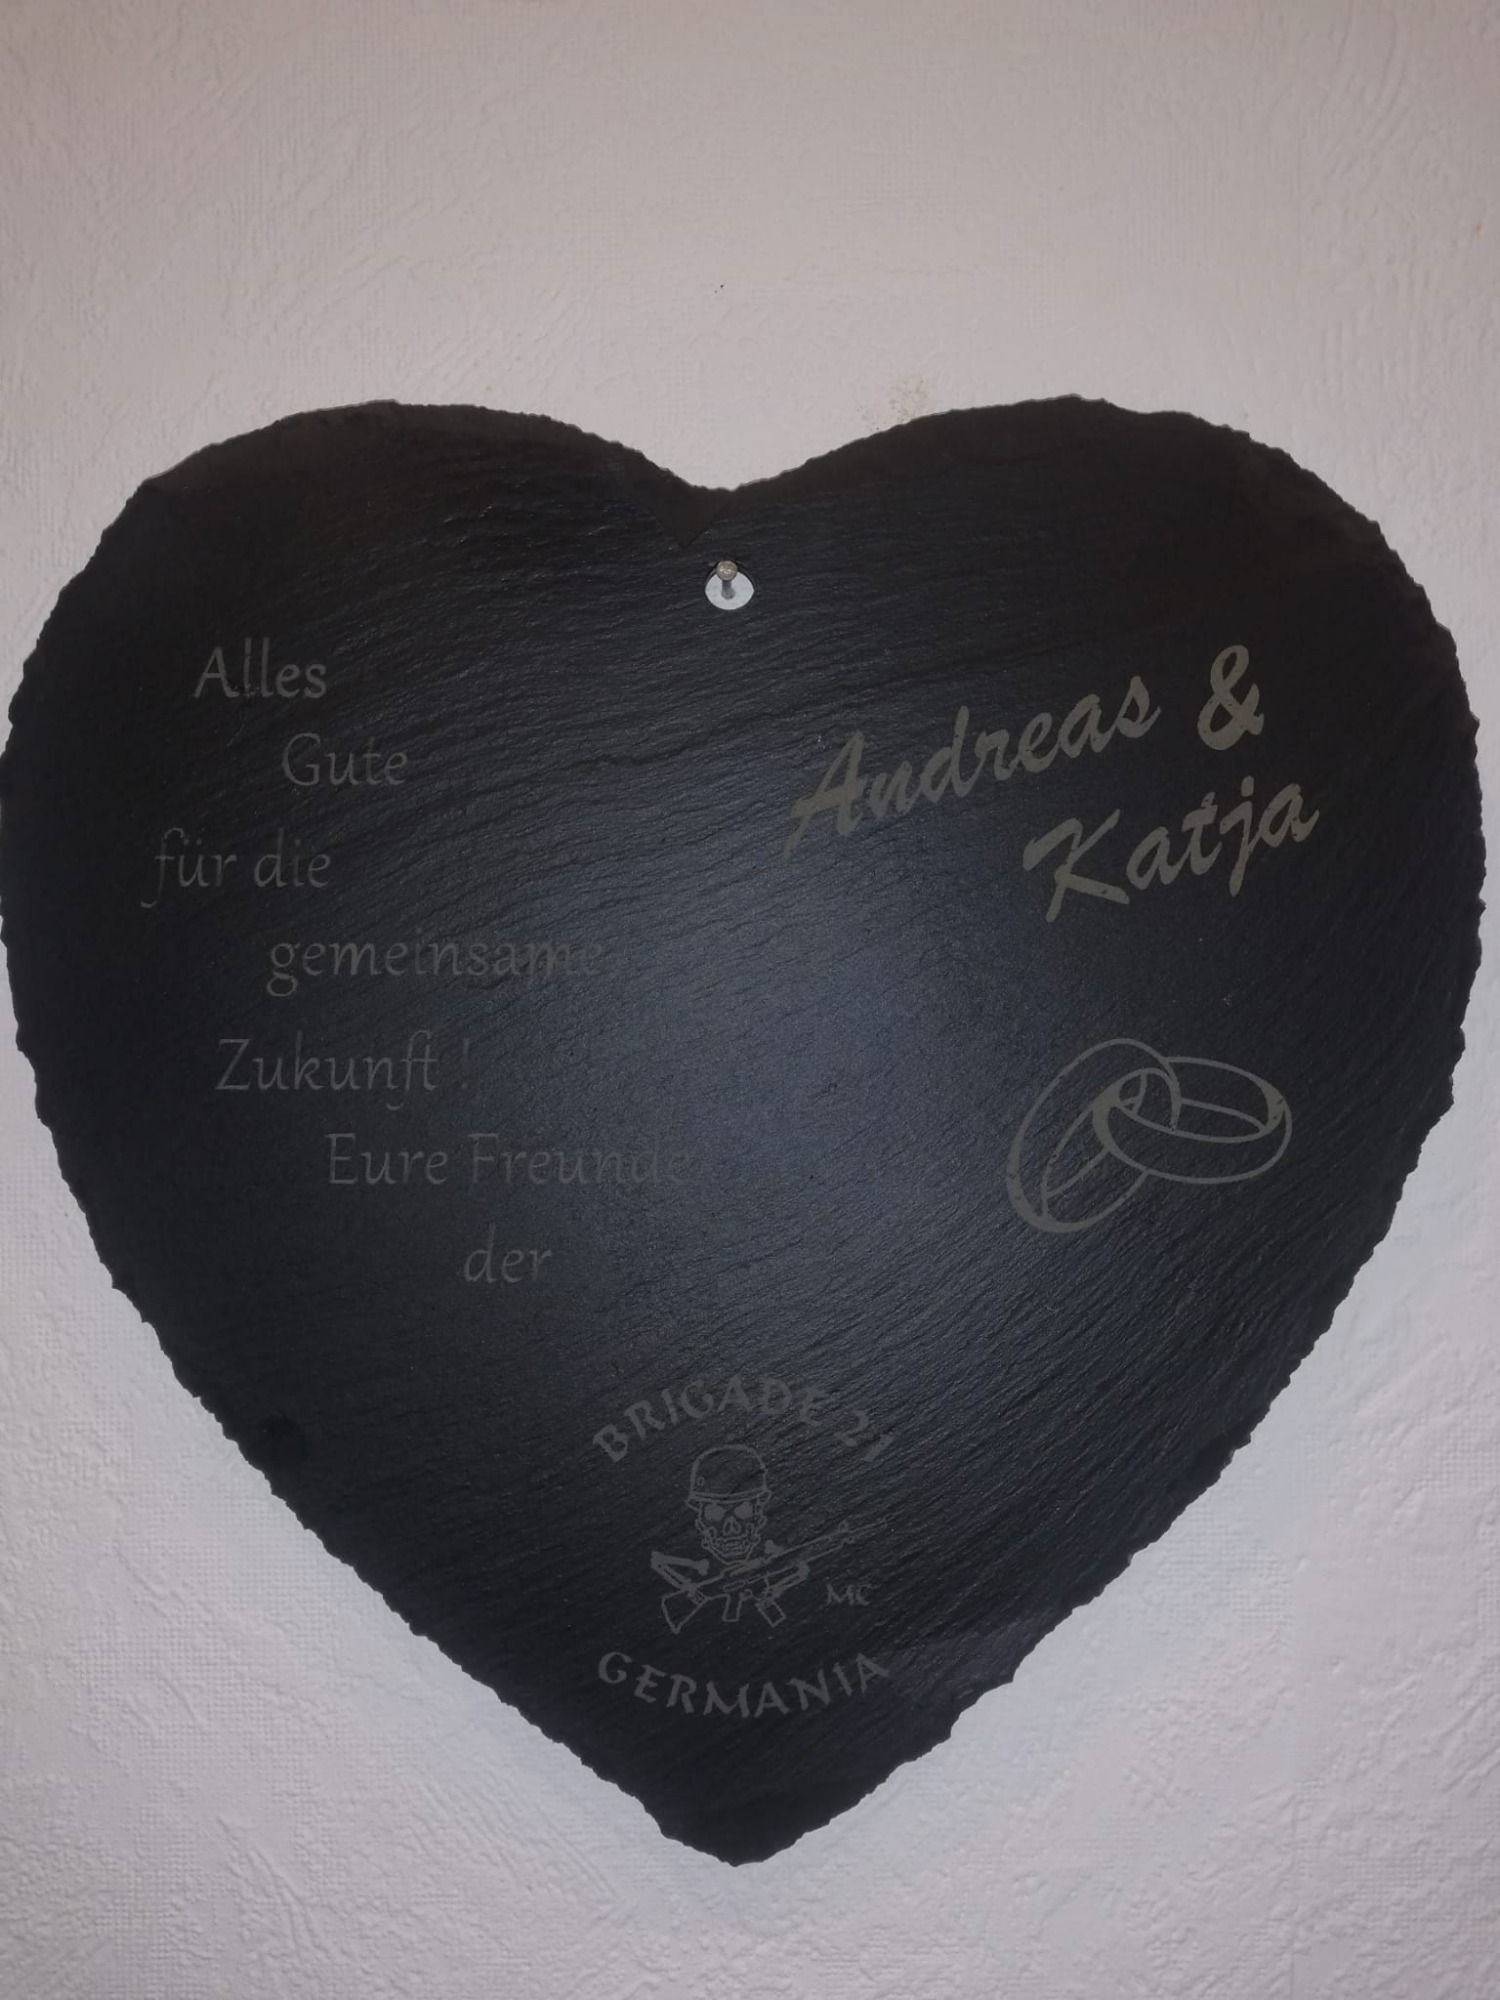 Alles
Gute
für die
gemeinsame
Zukunft !
Eure Freunde
der
Andreas &
Katja
BRIGADE 21
MC
GERMANIA